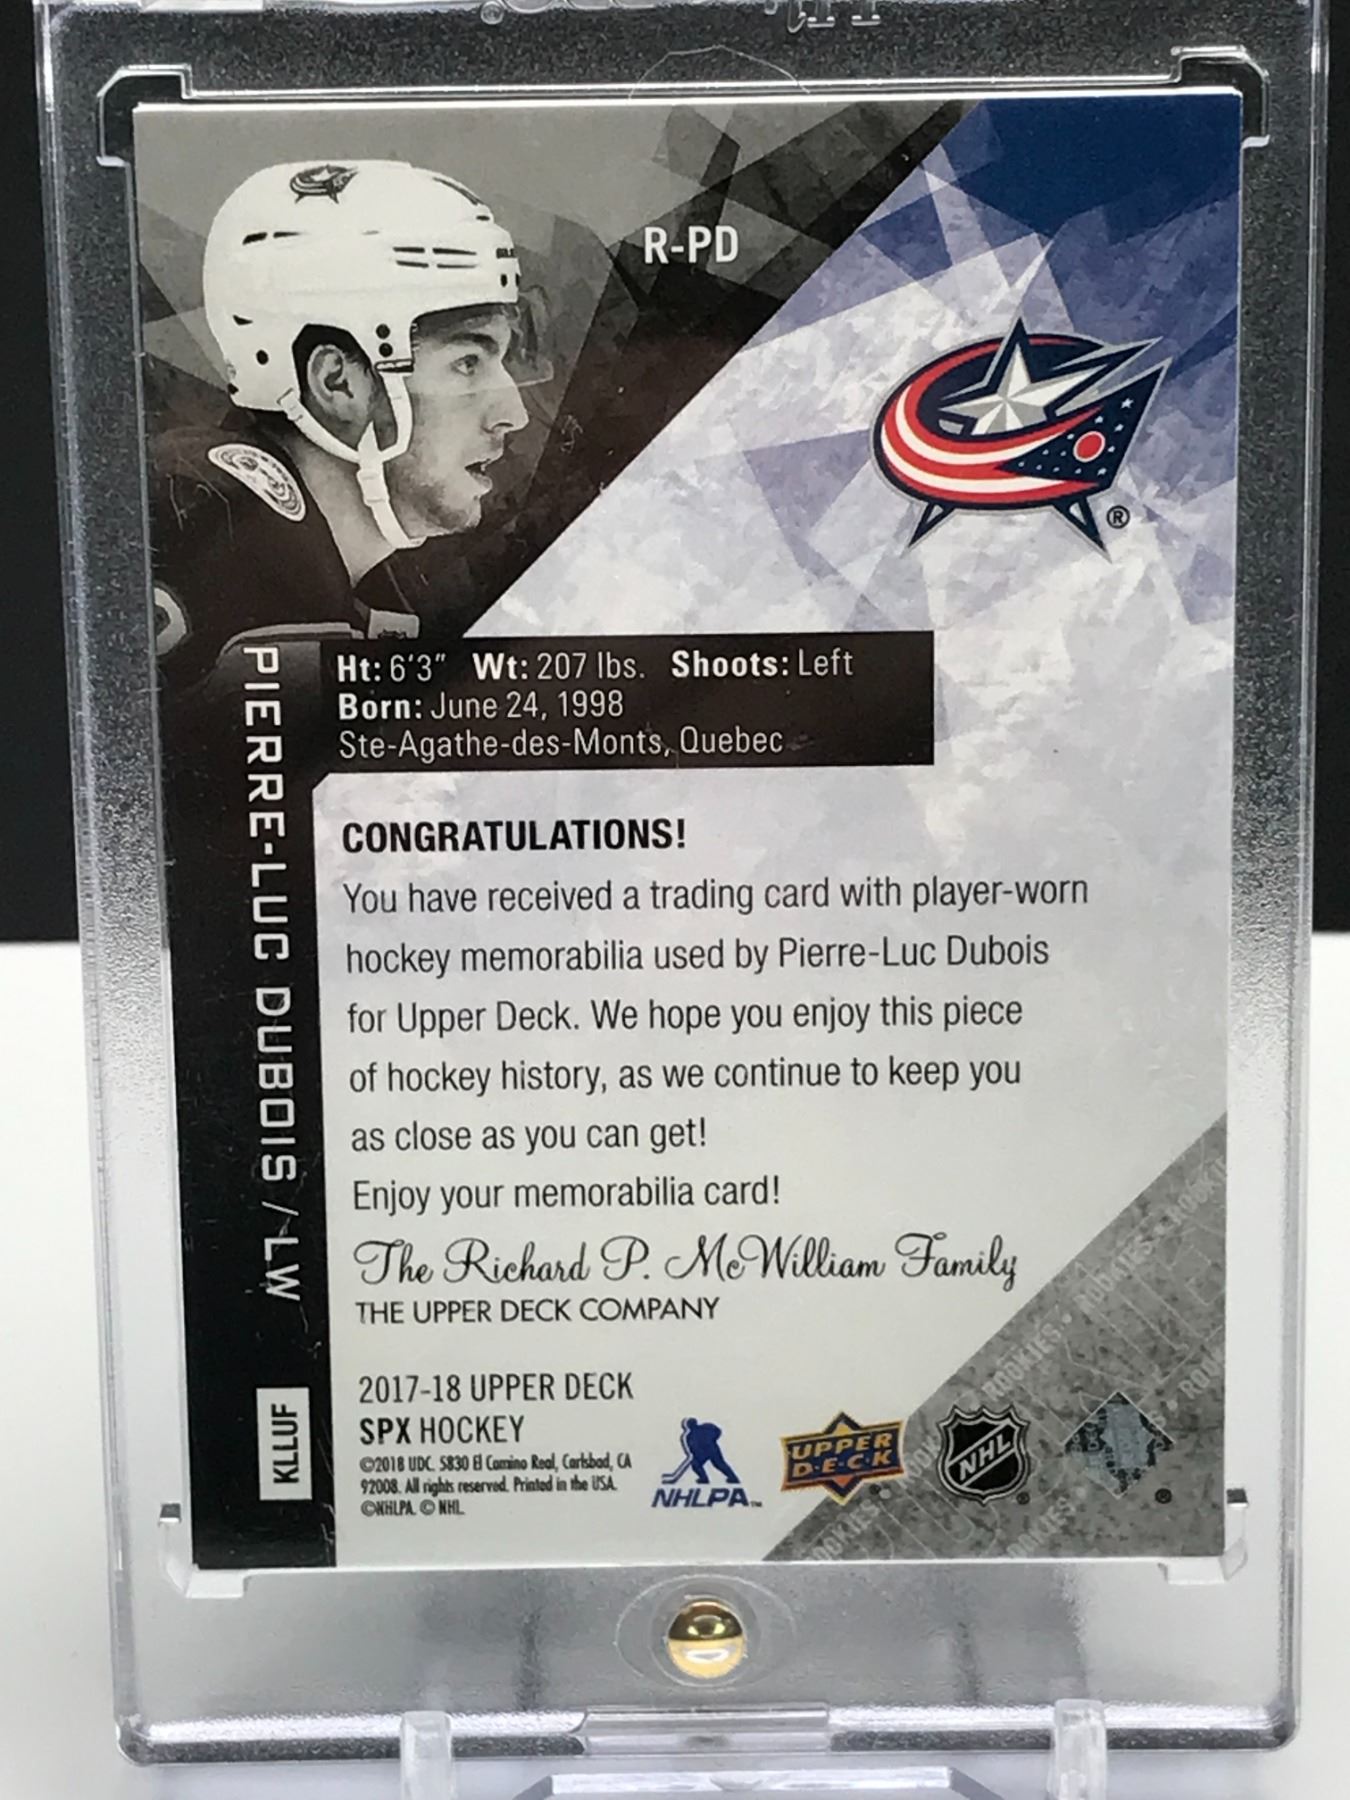 R-PD
®
Ht: 6'3" Wt: 207 lbs. Shoots: Left
Born: June 24, 1998
Ste-Agathe-des-Monts, Quebec
PIERRE-LUC DUBOIS / LW
CONGRATULATIONS!
You have received a trading card with player-worn
hockey memorabilia used by Pierre-Luc Dubois
for Upper Deck. We hope you enjoy this piece
of hockey history, as we continue to keep you
as close as you can get!
Enjoy your memorabilia card!
The Richard P. McWilliam Family
THE UPPER DECK COMPANY
KLLUF
2017-18 UPPER DECK
SPX HOCKEY
©2018 UDC. 5830 El Camino Real, Carlsbad, CA
92008. All rights reserved. Printed in the USA.
©NHLPA. © NHL.
NHLPA™
UPPER
D·E·C·K
NHL
ROOKIES • ROOKIES
ROOKIES